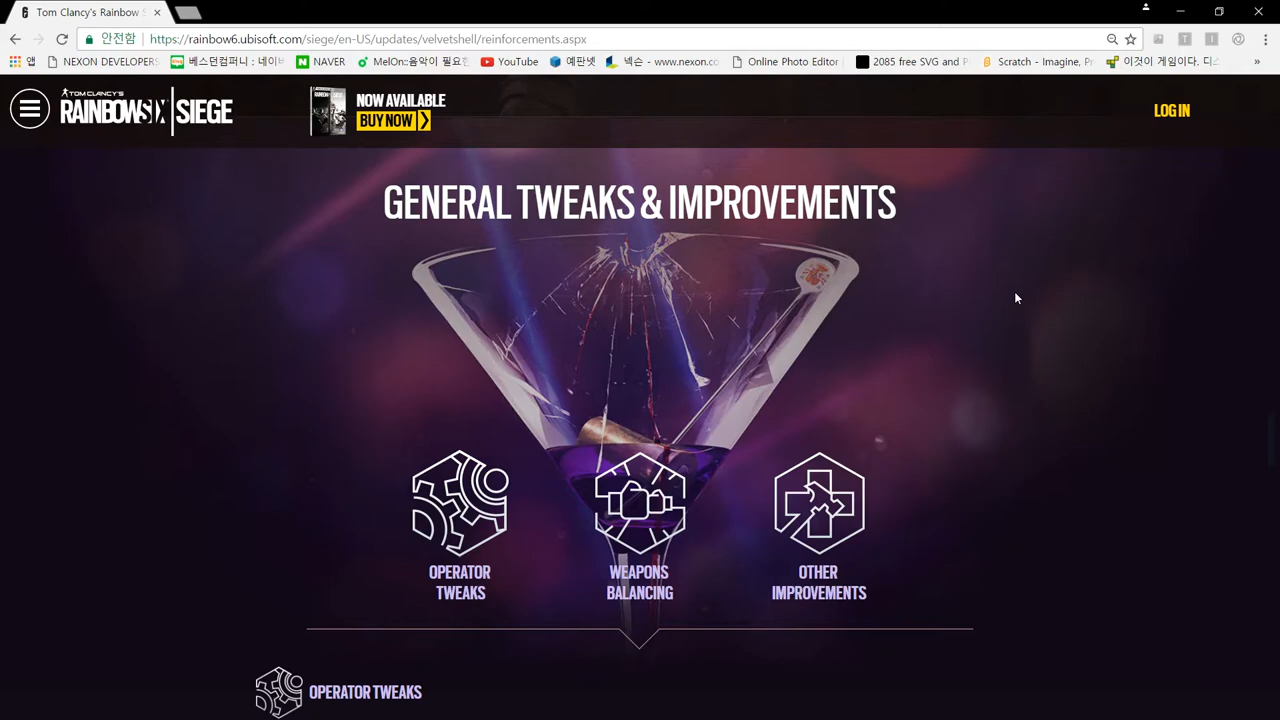 Tom Clancy's Rainbow S
안전함 https://rainbow6.ubisoft.com/siege/en-US/updates/velvetshell/reinforcements.aspx
앱 NEXON DEVELOPERS 베스던컴퍼니 : 네이버 NAVER MelOn::음악이 필요한 YouTube 예판넷 넥슨 - www.nexon.co Online Photo Editor 2085 free SVG and P Scratch - Imagine, Pr 이것이 게임이다. 디스 »
TOM CLANCY'S
RAINBOWSIX | SIEGE
NOW AVAILABLE
BUY NOW
LOG IN
GENERAL TWEAKS & IMPROVEMENTS
OPERATOR
TWEAKS
WEAPONS
BALANCING
OTHER
IMPROVEMENTS
OPERATOR TWEAKS